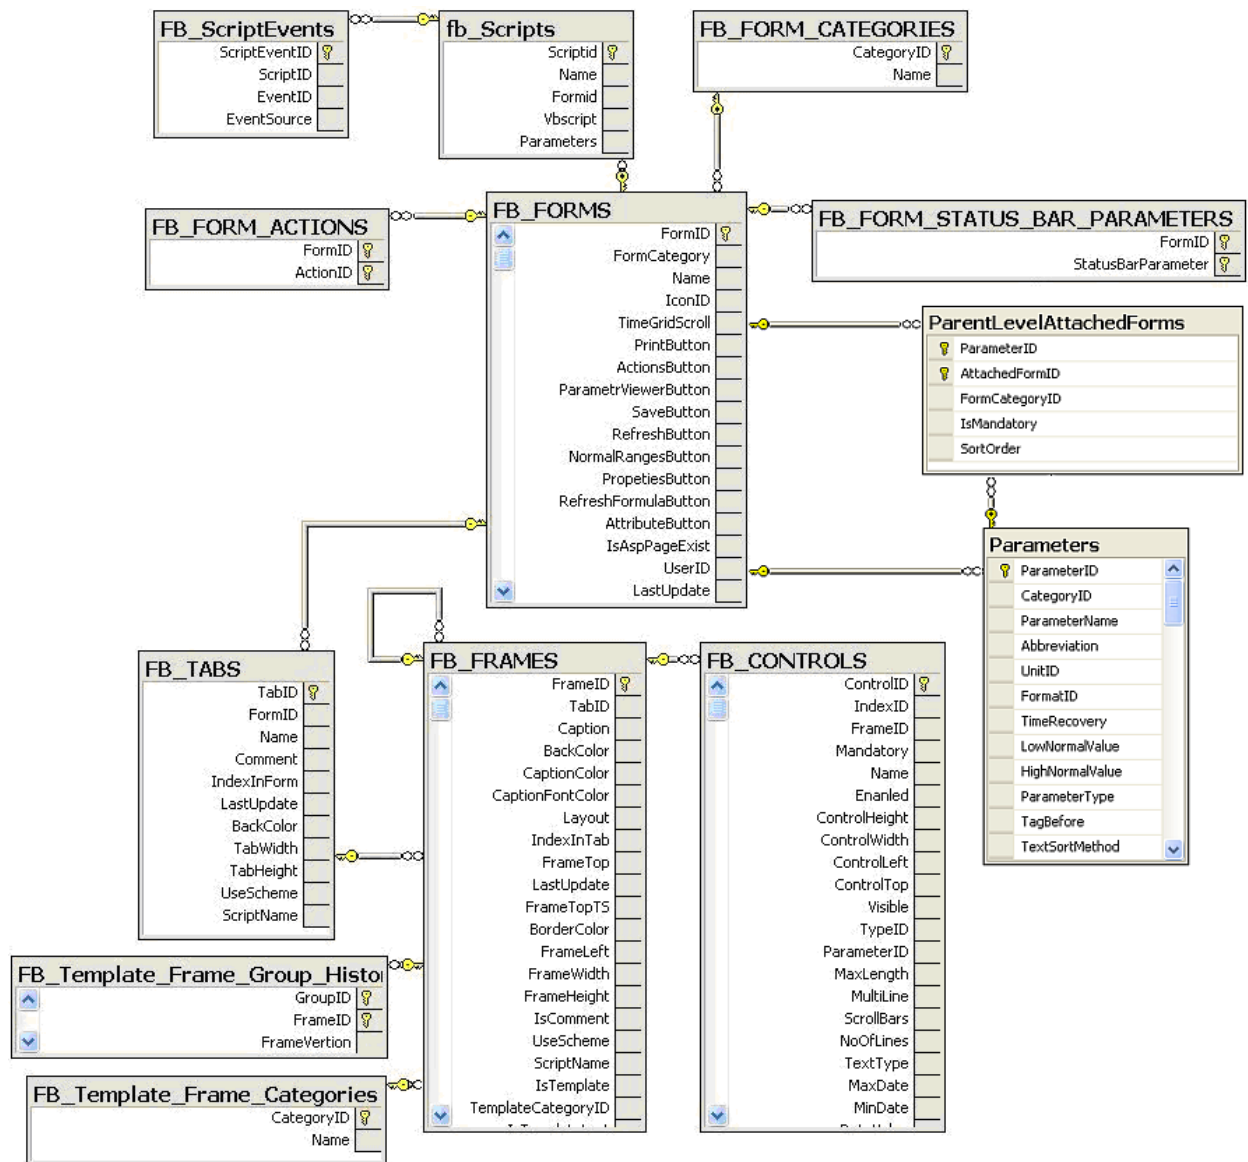 FB_ScriptEvents
ScriptEventID
ScriptID
EventID
EventSource
fb_Scripts
Scriptid
Name
Formid
Vbscript
Parameters
FB_FORM_CATEGORIES
CategoryID
Name
FB_FORM_ACTIONS
FormID
ActionID
FB_FORMS
FormID
FormCategory
Name
IconID
TimeGridScroll
PrintButton
ActionsButton
ParametrViewerButton
SaveButton
RefreshButton
NormalRangesButton
PropetiesButton
RefreshFormulaButton
AttributeButton
IsAspPageExist
UserID
LastUpdate
FB_FORM_STATUS_BAR_PARAMETERS
FormID
StatusBarParameter
ParentLevelAttachedForms
ParameterID
AttachedFormID
FormCategoryID
IsMandatory
SortOrder
Parameters
ParameterID
CategoryID
ParameterName
Abbreviation
UnitID
FormatID
TimeRecovery
LowNormalValue
HighNormalValue
ParameterType
TagBefore
TextSortMethod
FB_TABS
TabID
FormID
Name
Comment
IndexInForm
LastUpdate
BackColor
TabWidth
TabHeight
UseScheme
ScriptName
FB_FRAMES
FrameID
TabID
Caption
BackColor
CaptionColor
CaptionFontColor
Layout
IndexInTab
FrameTop
LastUpdate
FrameTopTS
BorderColor
FrameLeft
FrameWidth
FrameHeight
IsComment
UseScheme
ScriptName
IsTemplate
TemplateCategoryID
FB_CONTROLS
ControlID
IndexID
FrameID
Mandatory
Name
Enanled
ControlHeight
ControlWidth
ControlLeft
ControlTop
Visible
TypeID
ParameterID
MaxLength
MultiLine
ScrollBars
NoOfLines
TextType
MaxDate
MinDate
FB_Template_Frame_Group_Histo
GroupID
FrameID
FrameVertion
FB_Template_Frame_Categories
CategoryID
Name